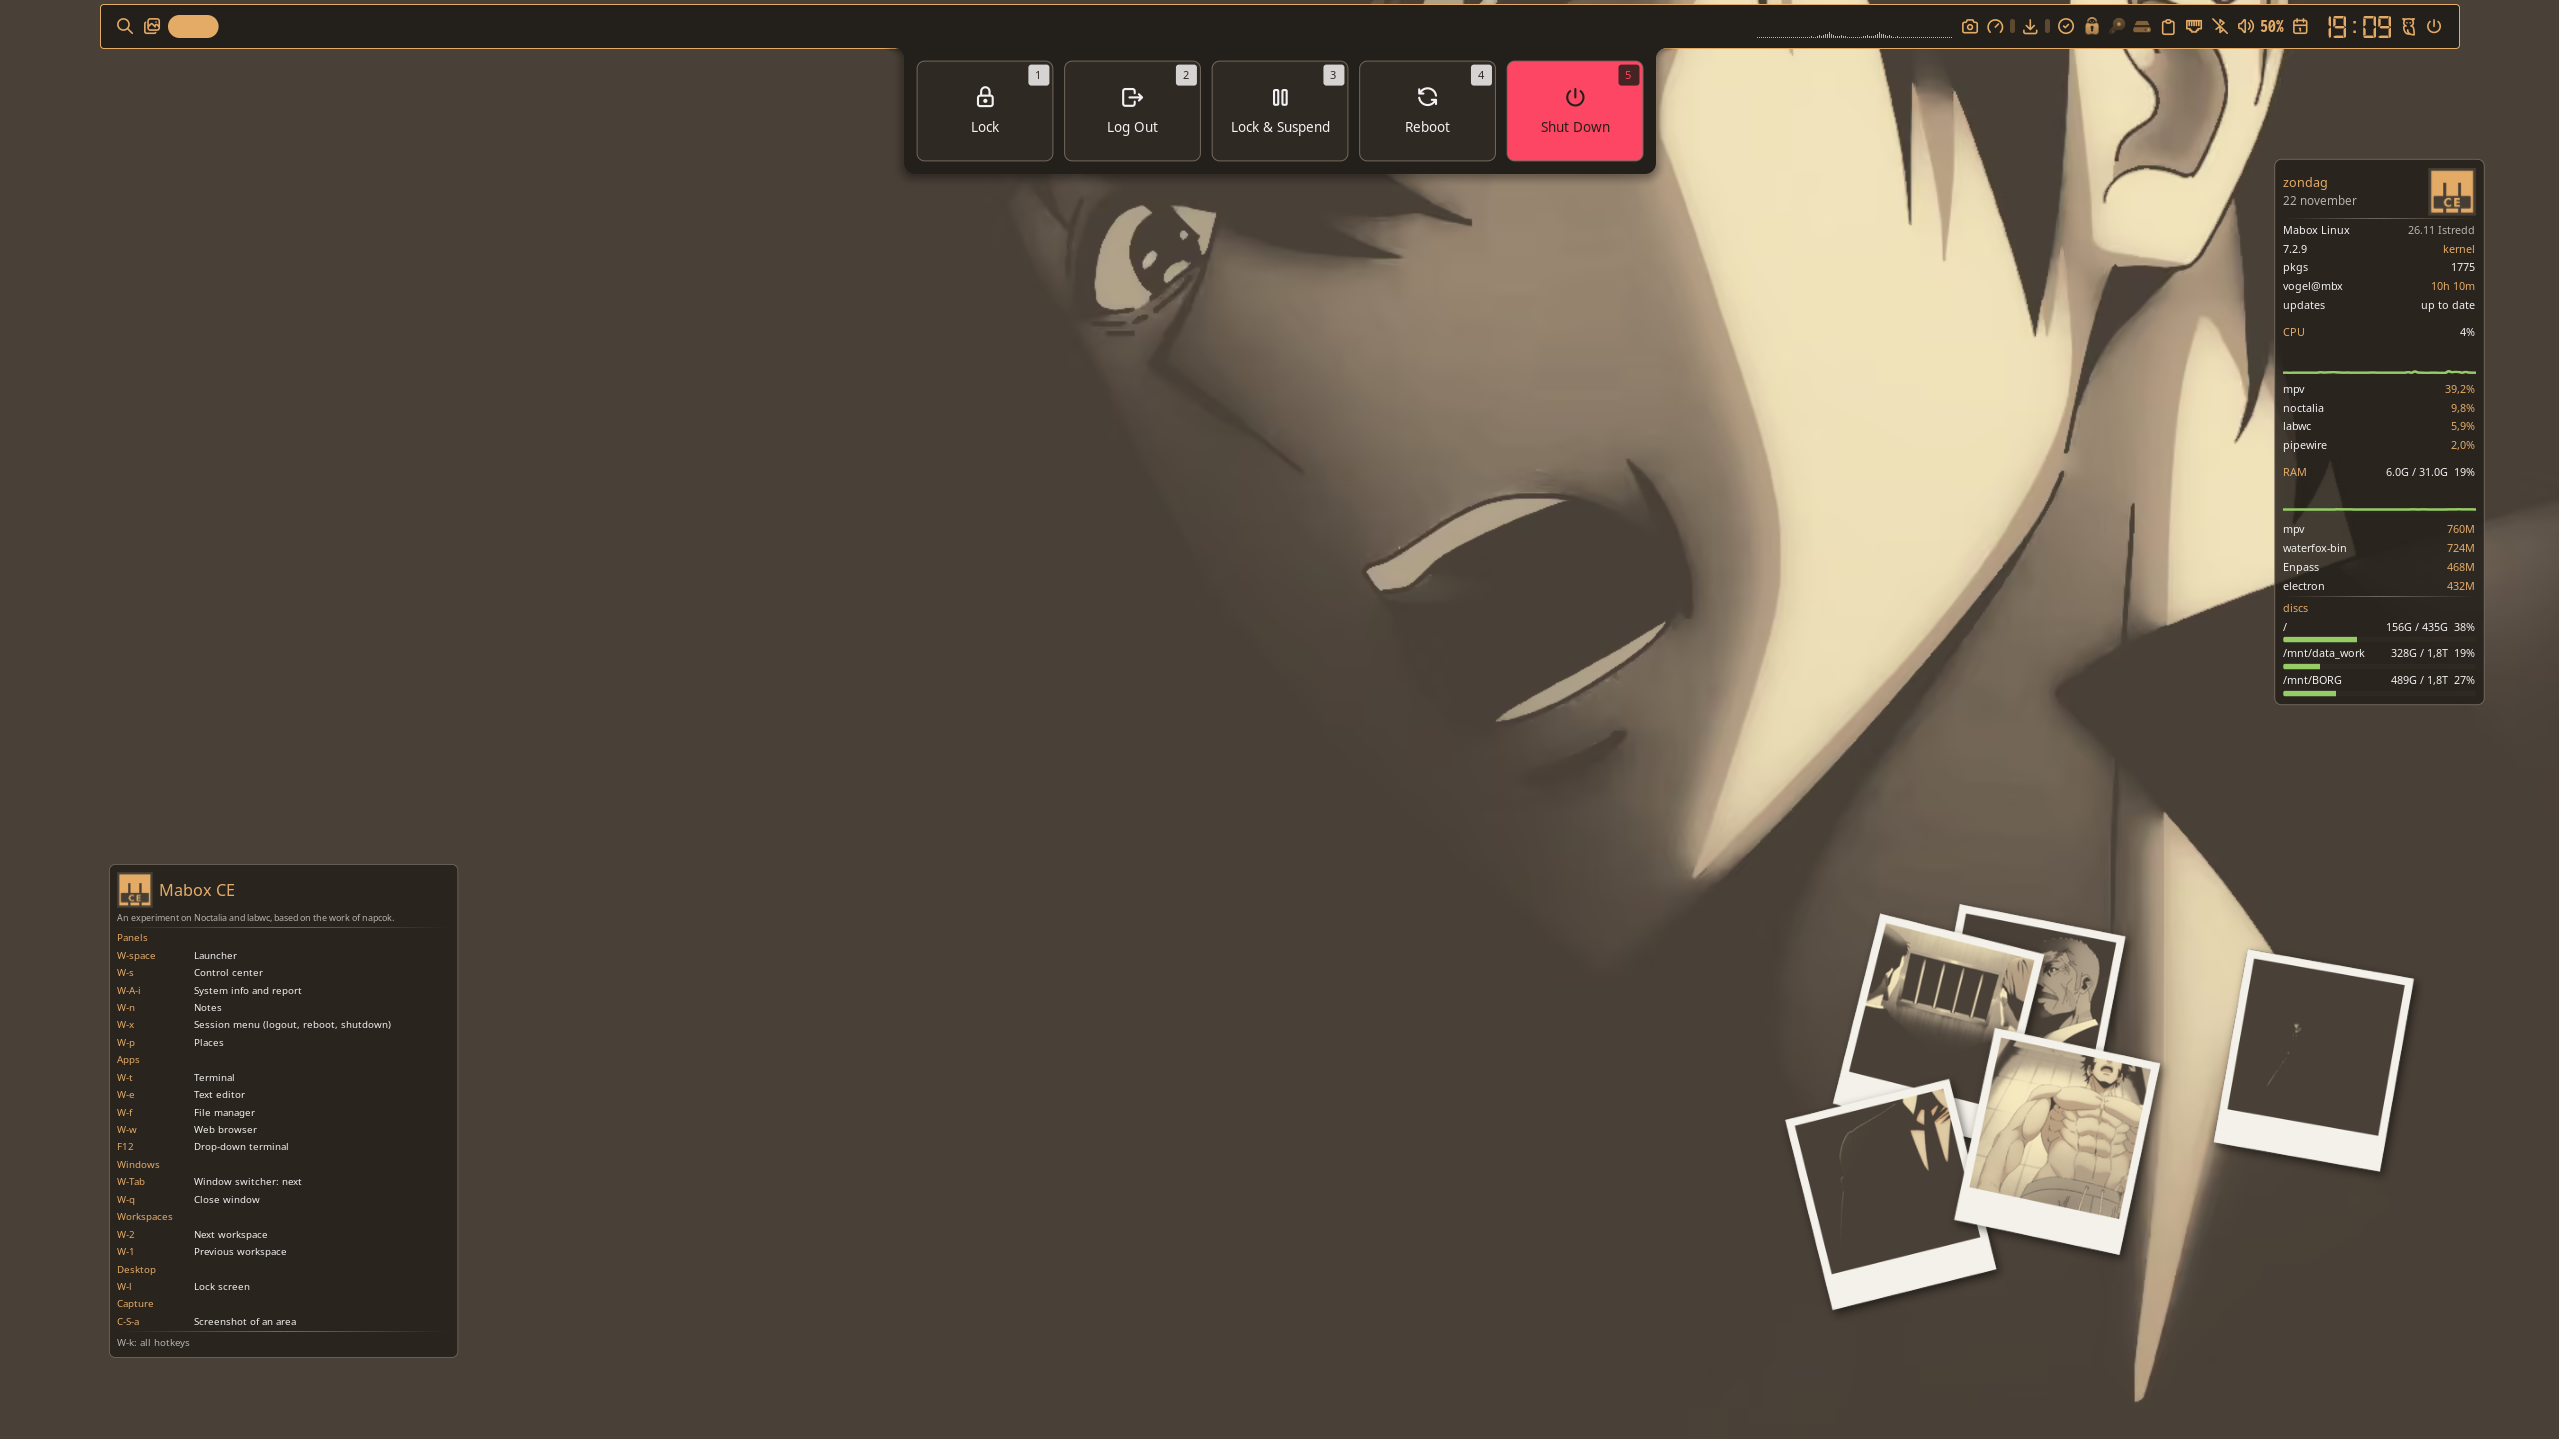 50% 19:09
1 2 3 4 5
Lock Log Out Lock & Suspend Reboot Shut Down
zondag
22 november
CE
Mabox Linux 26.11 Istredd
7.2.9 kernel
pkgs 1775
vogel@mbx 10h 10m
updates up to date
CPU 4%
mpv 39,2%
noctalia 9,8%
labwc 5,9%
pipewire 2,0%
RAM 6.0G / 31.0G 19%
mpv 760M
waterfox-bin 724M
Enpass 468M
electron 432M
discs
/ 156G / 435G 38%
/mnt/data_work 328G / 1,8T 19%
/mnt/BORG 489G / 1,8T 27%
CE
Mabox CE
An experiment on Noctalia and labwc, based on the work of napcok.
Panels
W-space Launcher
W-s Control center
W-A-i System info and report
W-n Notes
W-x Session menu (logout, reboot, shutdown)
W-p Places
Apps
W-t Terminal
W-e Text editor
W-f File manager
W-w Web browser
F12 Drop-down terminal
Windows
W-Tab Window switcher: next
W-q Close window
Workspaces
W-2 Next workspace
W-1 Previous workspace
Desktop
W-l Lock screen
Capture
C-S-a Screenshot of an area
W-k: all hotkeys